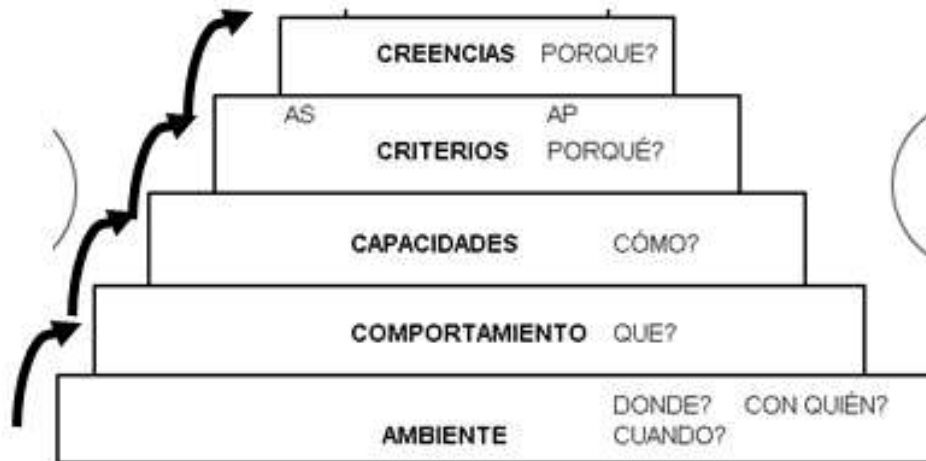 CREENCIAS PORQUE?
AS AP
CRITERIOS PORQUÉ?
CAPACIDADES CÓMO?
COMPORTAMIENTO QUE?
DONDE? CON QUIÉN?
AMBIENTE CUANDO?